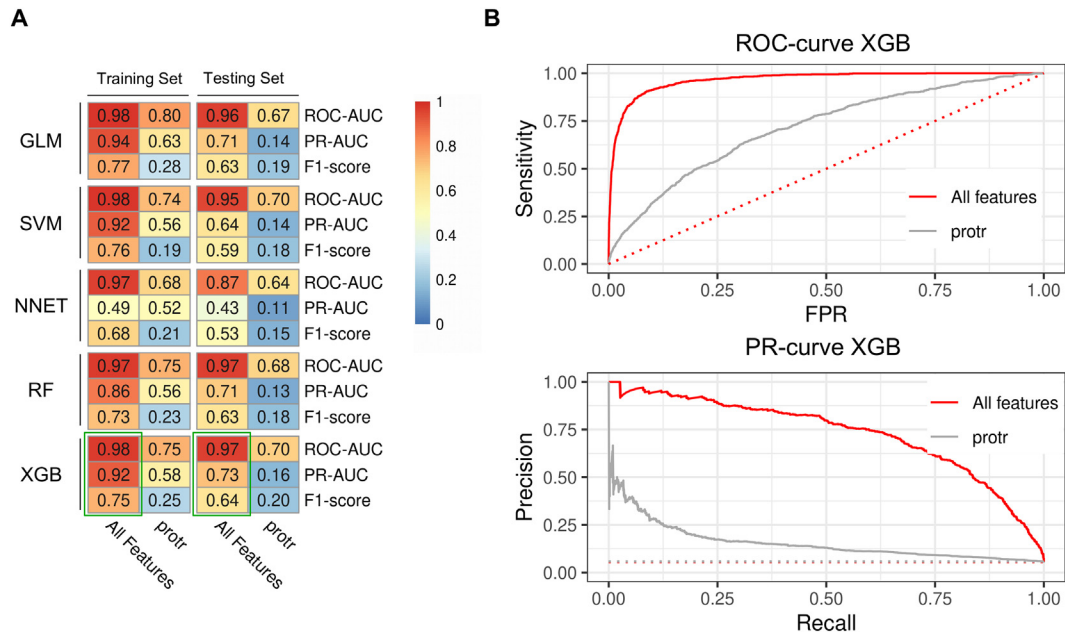 A
Training Set Testing Set
GLM
0.98 0.80 0.96 0.67 ROC-AUC
0.94 0.63 0.71 0.14 PR-AUC
0.77 0.28 0.63 0.19 F1-score
SVM
0.98 0.74 0.95 0.70 ROC-AUC
0.92 0.56 0.64 0.14 PR-AUC
0.76 0.19 0.59 0.18 F1-score
NNET
0.97 0.68 0.87 0.64 ROC-AUC
0.49 0.52 0.43 0.11 PR-AUC
0.68 0.21 0.53 0.15 F1-score
RF
0.97 0.75 0.97 0.68 ROC-AUC
0.86 0.56 0.71 0.13 PR-AUC
0.73 0.23 0.63 0.18 F1-score
XGB
0.98 0.75 0.97 0.70 ROC-AUC
0.92 0.58 0.73 0.16 PR-AUC
0.75 0.25 0.64 0.20 F1-score
All Features protr All Features protr
1
0.8
0.6
0.4
0.2
0
B
ROC-curve XGB
Sensitivity
1.00
0.75
0.50
0.25
0.00
All features
protr
0.00 0.25 0.50 0.75 1.00
FPR
PR-curve XGB
Precision
1.00
0.75
0.50
0.25
0.00
All features
protr
0.00 0.25 0.50 0.75 1.00
Recall